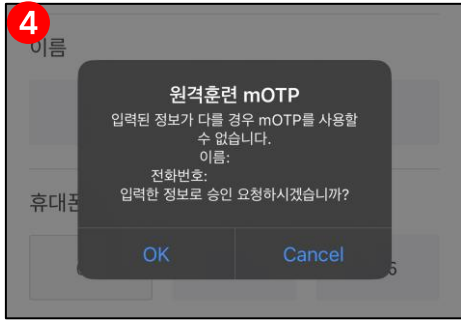 4
이름
원격훈련 mOTP
입력된 정보가 다를 경우 mOTP를 사용할
수 없습니다.
이름:
전화번호:
입력한 정보로 승인 요청하시겠습니까?
휴대폰
OK
Cancel
6